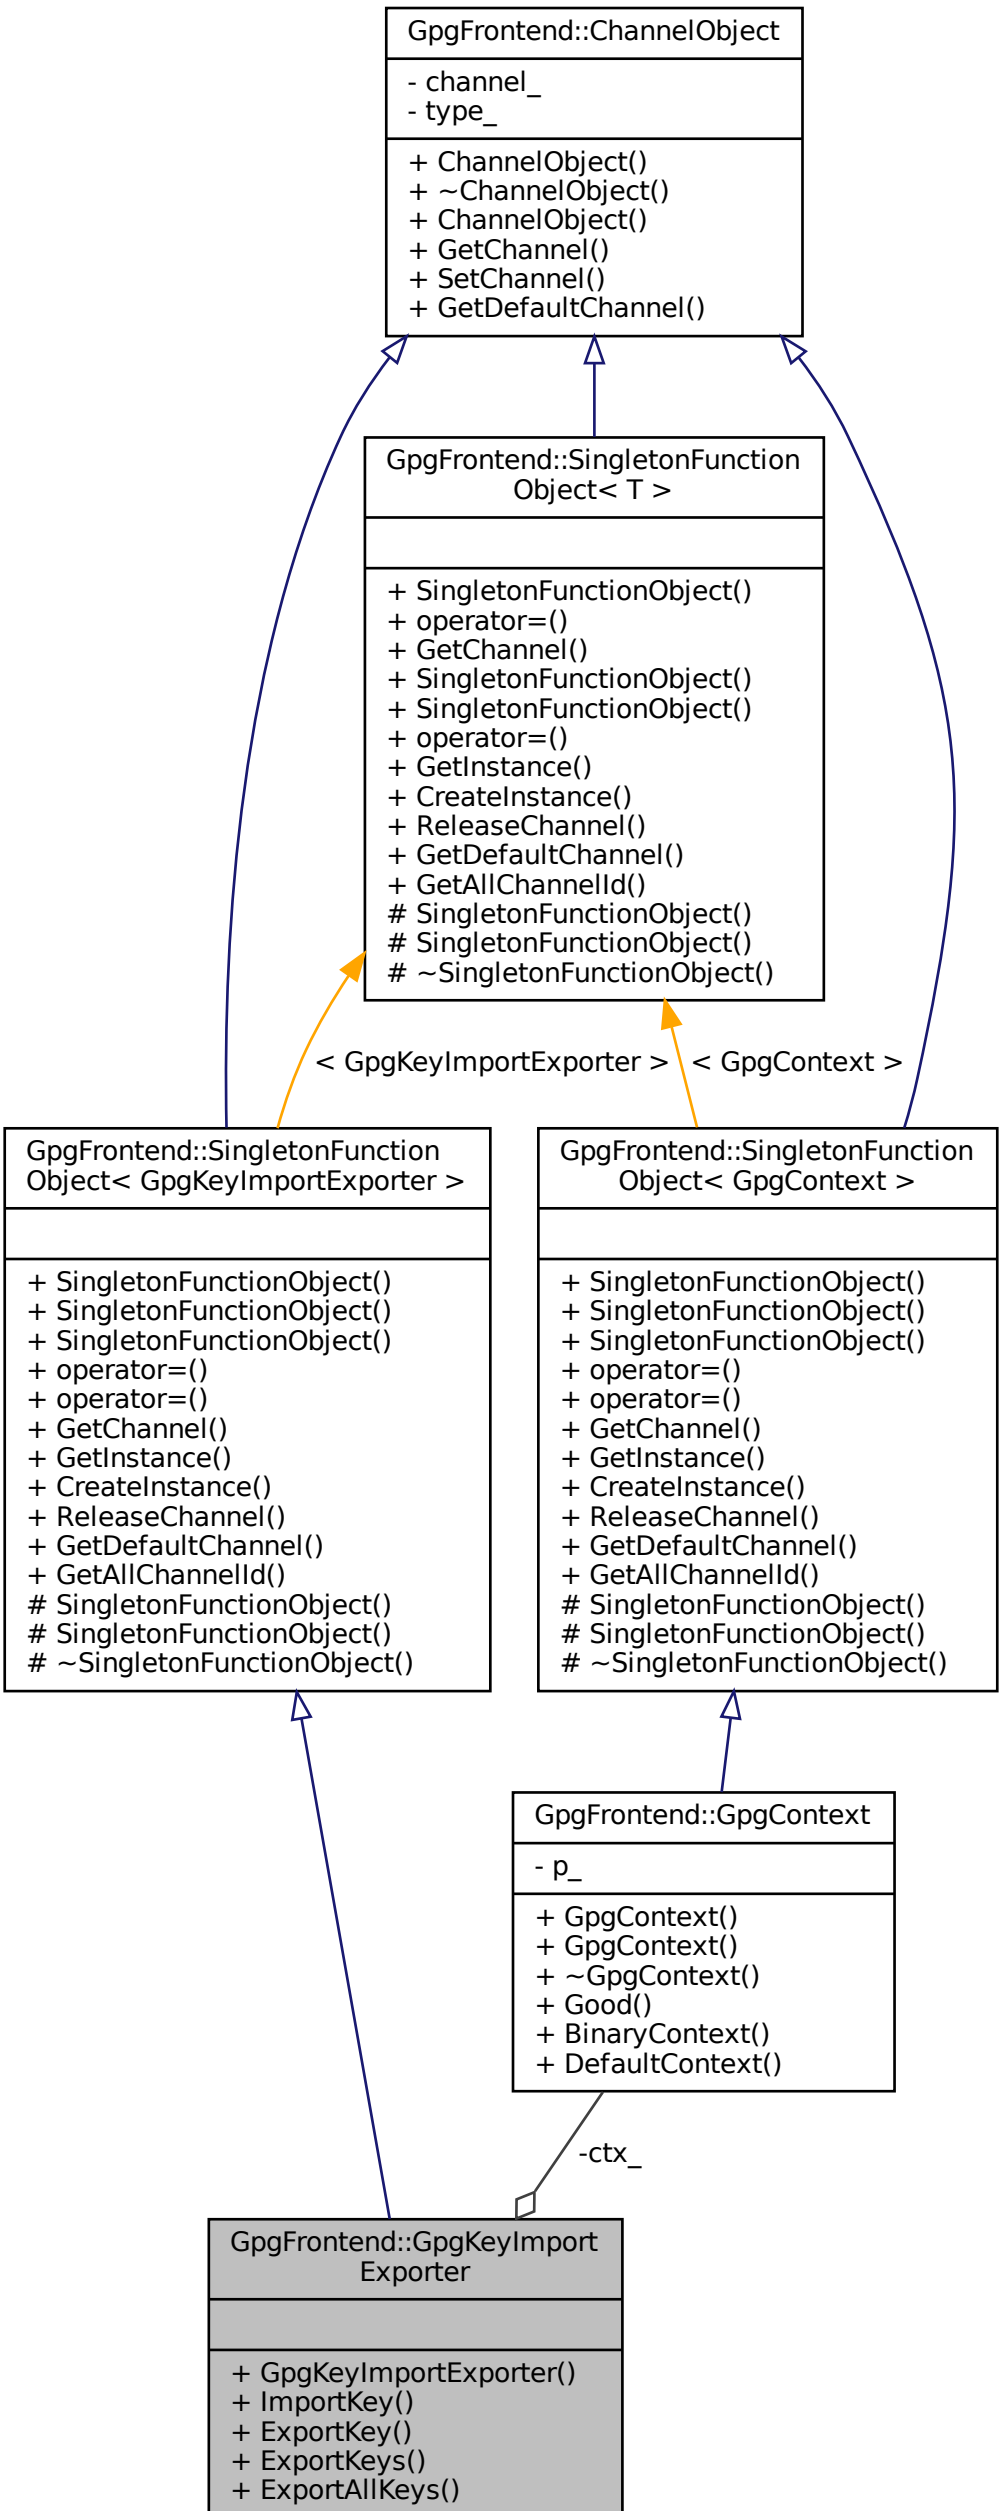 GpgFrontend::ChannelObject
- channel_
- type_
+ ChannelObject()
+ ~ChannelObject()
+ ChannelObject()
+ GetChannel()
+ SetChannel()
+ GetDefaultChannel()
GpgFrontend::SingletonFunction
Object< T >
+ SingletonFunctionObject()
+ operator=()
+ GetChannel()
+ SingletonFunctionObject()
+ SingletonFunctionObject()
+ operator=()
+ GetInstance()
+ CreateInstance()
+ ReleaseChannel()
+ GetDefaultChannel()
+ GetAllChannelId()
# SingletonFunctionObject()
# SingletonFunctionObject()
# ~SingletonFunctionObject()
< GpgKeyImportExporter >
< GpgContext >
GpgFrontend::SingletonFunction
Object< GpgKeyImportExporter >
+ SingletonFunctionObject()
+ SingletonFunctionObject()
+ SingletonFunctionObject()
+ operator=()
+ operator=()
+ GetChannel()
+ GetInstance()
+ CreateInstance()
+ ReleaseChannel()
+ GetDefaultChannel()
+ GetAllChannelId()
# SingletonFunctionObject()
# SingletonFunctionObject()
# ~SingletonFunctionObject()
GpgFrontend::SingletonFunction
Object< GpgContext >
+ SingletonFunctionObject()
+ SingletonFunctionObject()
+ SingletonFunctionObject()
+ operator=()
+ operator=()
+ GetChannel()
+ GetInstance()
+ CreateInstance()
+ ReleaseChannel()
+ GetDefaultChannel()
+ GetAllChannelId()
# SingletonFunctionObject()
# SingletonFunctionObject()
# ~SingletonFunctionObject()
GpgFrontend::GpgContext
- p_
+ GpgContext()
+ GpgContext()
+ ~GpgContext()
+ Good()
+ BinaryContext()
+ DefaultContext()
-ctx_
GpgFrontend::GpgKeyImport
Exporter
+ GpgKeyImportExporter()
+ ImportKey()
+ ExportKey()
+ ExportKeys()
+ ExportAllKeys()